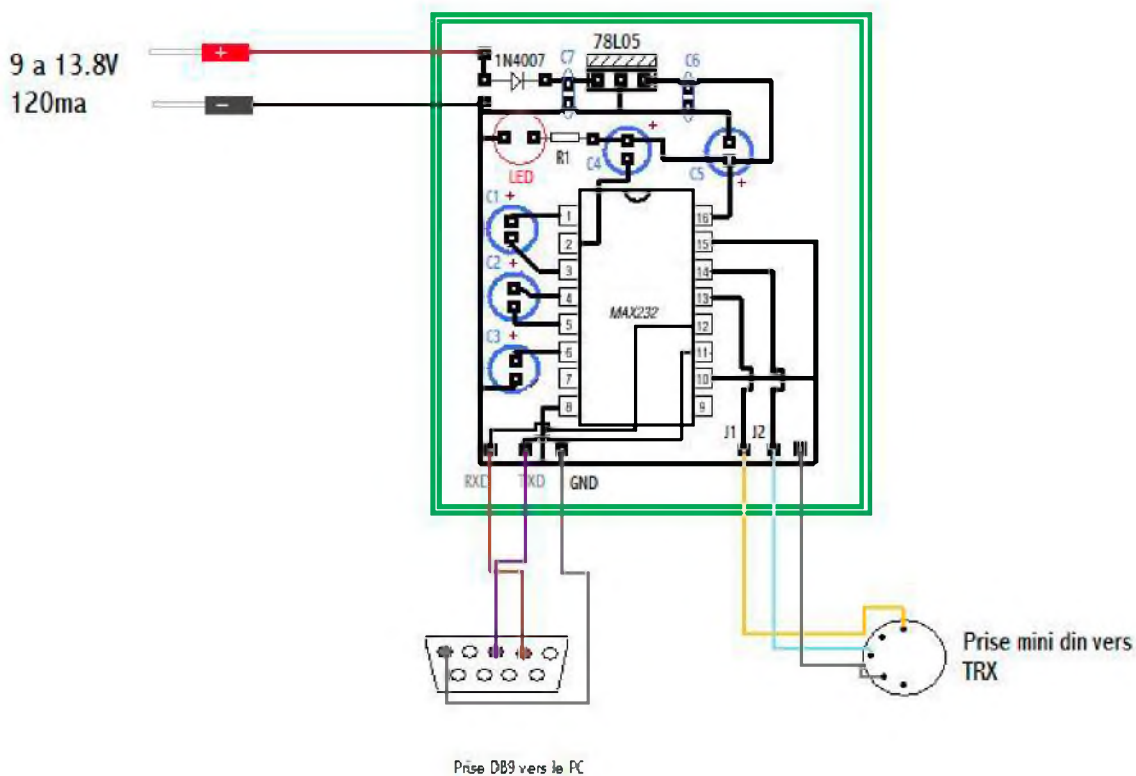 9 a 13.8V
120ma
+
−
1N4007
C7
78L05
C6
LED
R1
C4
+
C5
+
C1 +
C2 +
C3 +
1
2
3
4
5
6
7
8
MAX232
16
15
14
13
12
11
10
9
J1
J2
RXD
TXD
GND
Prise mini din vers
TRX
Prise DB9 vers le PC